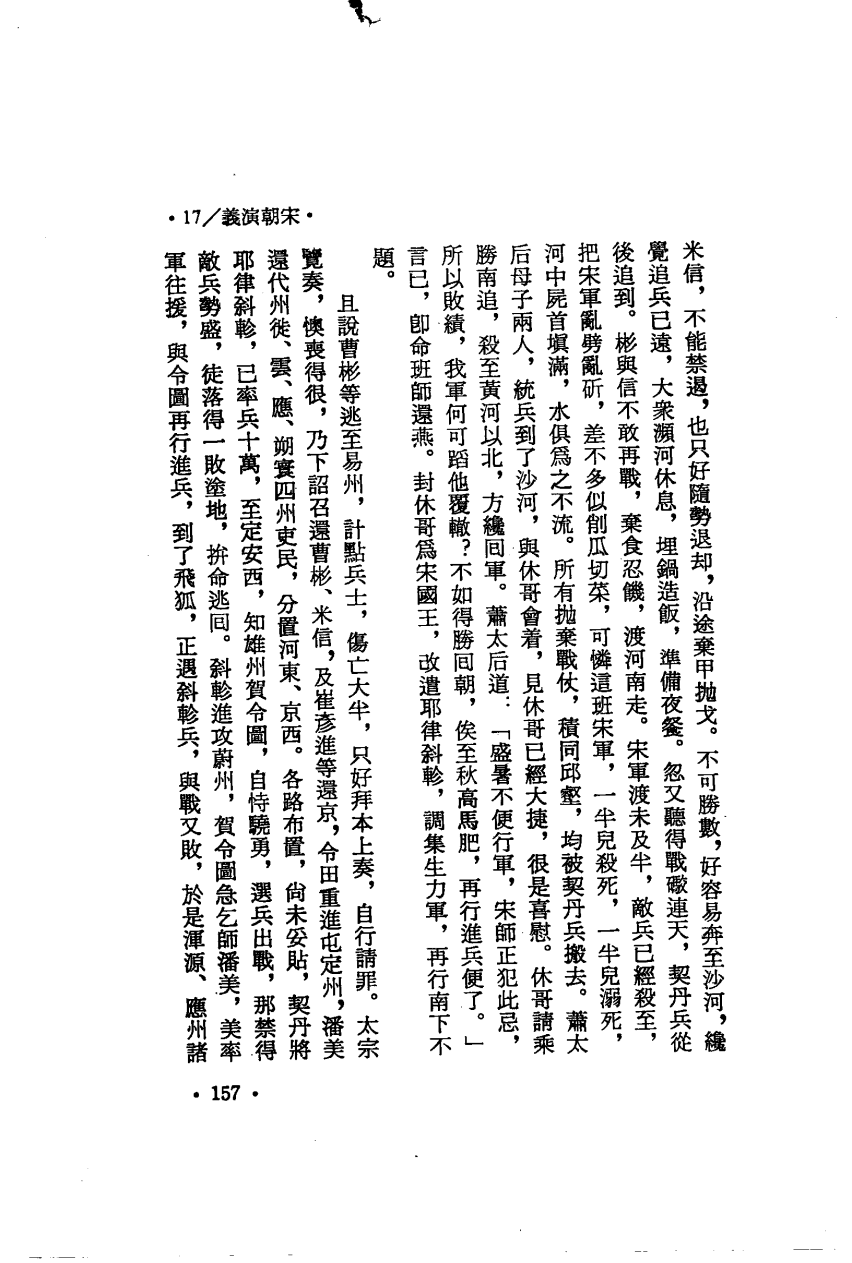 •17／義演朝宋•
米信，不能禁遏，也只好隨勢退却，沿途棄甲拋戈。不可勝數，好容易奔至沙河，纔
覺追兵已遠，大衆瀕河休息，埋鍋造飯，準備夜餐。忽又聽得戰礮連天，契丹兵從
後追到。彬與信不敢再戰，棄食忍饑，渡河南走。宋軍渡未及半，敵兵已經殺至，
把宋軍亂劈亂斫，差不多似削瓜切菜，可憐這班宋軍，一半兒殺死，一半兒溺死，
河中屍首塡滿，水俱爲之不流。所有拋棄戰仗，積同邱壑，均被契丹兵搬去。蕭太
后母子兩人，統兵到了沙河，與休哥會着，見休哥已經大捷，很是喜慰。休哥請乘
勝南追，殺至黃河以北，方纔囘軍。蕭太后道：「盛暑不便行軍，宋師正犯此忌，
所以敗績，我軍何可蹈他覆轍？不如得勝囘朝，俟至秋高馬肥，再行進兵便了。」
言已，卽命班師還燕。封休哥爲宋國王，改遣耶律斜軫，調集生力軍，再行南下不
題。
且說曹彬等逃至易州，計點兵士，傷亡大半，只好拜本上奏，自行請罪。太宗
覽奏，懊喪得很，乃下詔召還曹彬、米信，及崔彥進等還京，令田重進屯定州，潘美
還代州徙、雲、應、朔寰四州吏民，分置河東、京西。各路布置，尙未妥貼，契丹將
耶律斜軫，已率兵十萬，至定安西，知雄州賀令圖，自恃驍勇，選兵出戰，那禁得
敵兵勢盛，徒落得一敗塗地，拚命逃囘。斜軫進攻蔚州，賀令圖急乞師潘美，美率
軍往援，與令圖再行進兵，到了飛狐，正遇斜軫兵，與戰又敗，於是渾源、應州諸
•157•